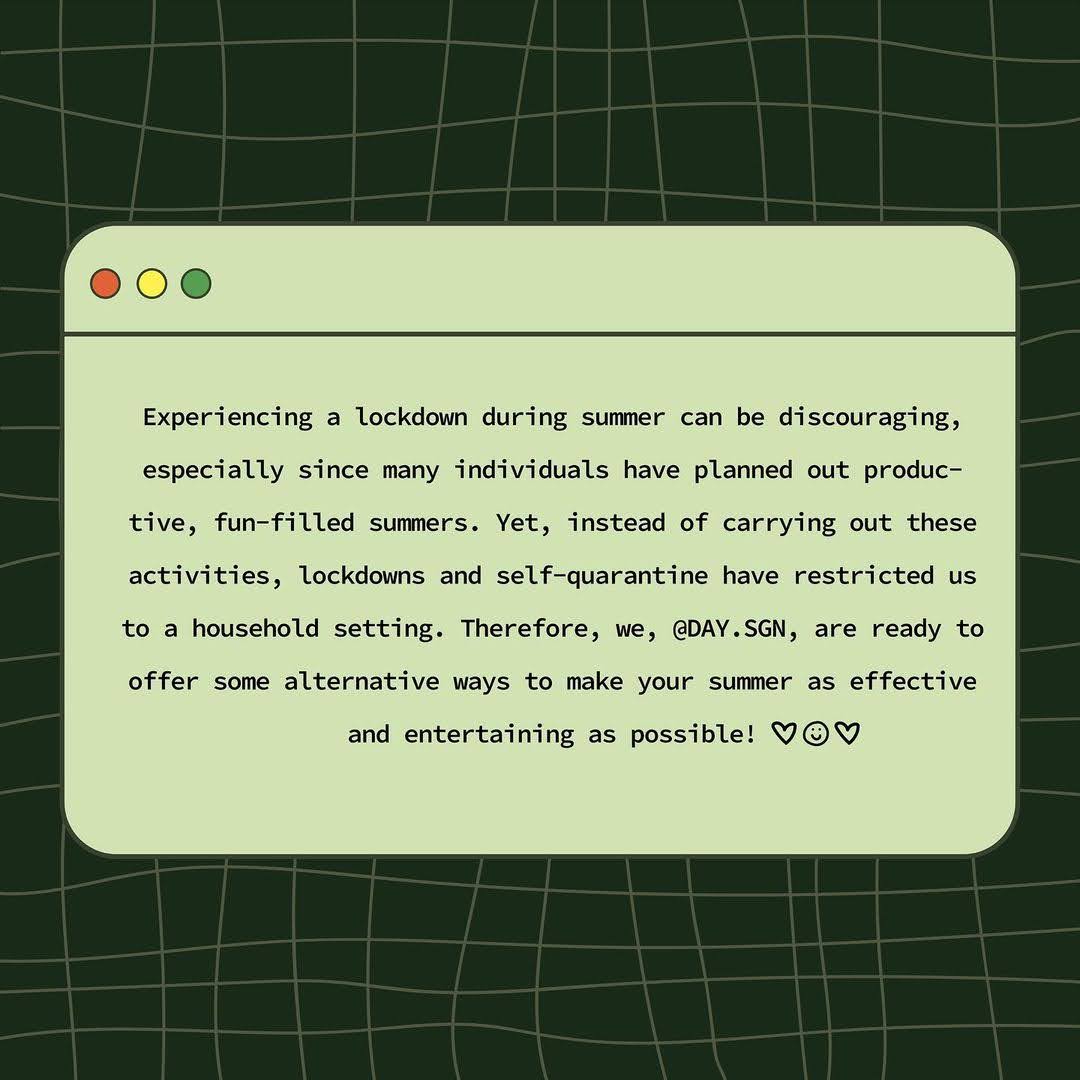 Experiencing a lockdown during summer can be discouraging,
especially since many individuals have planned out produc-
tive, fun-filled summers. Yet, instead of carrying out these
activities, lockdowns and self-quarantine have restricted us
to a household setting. Therefore, we, @DAY.SGN, are ready to
offer some alternative ways to make your summer as effective
and entertaining as possible! ♡☺♡